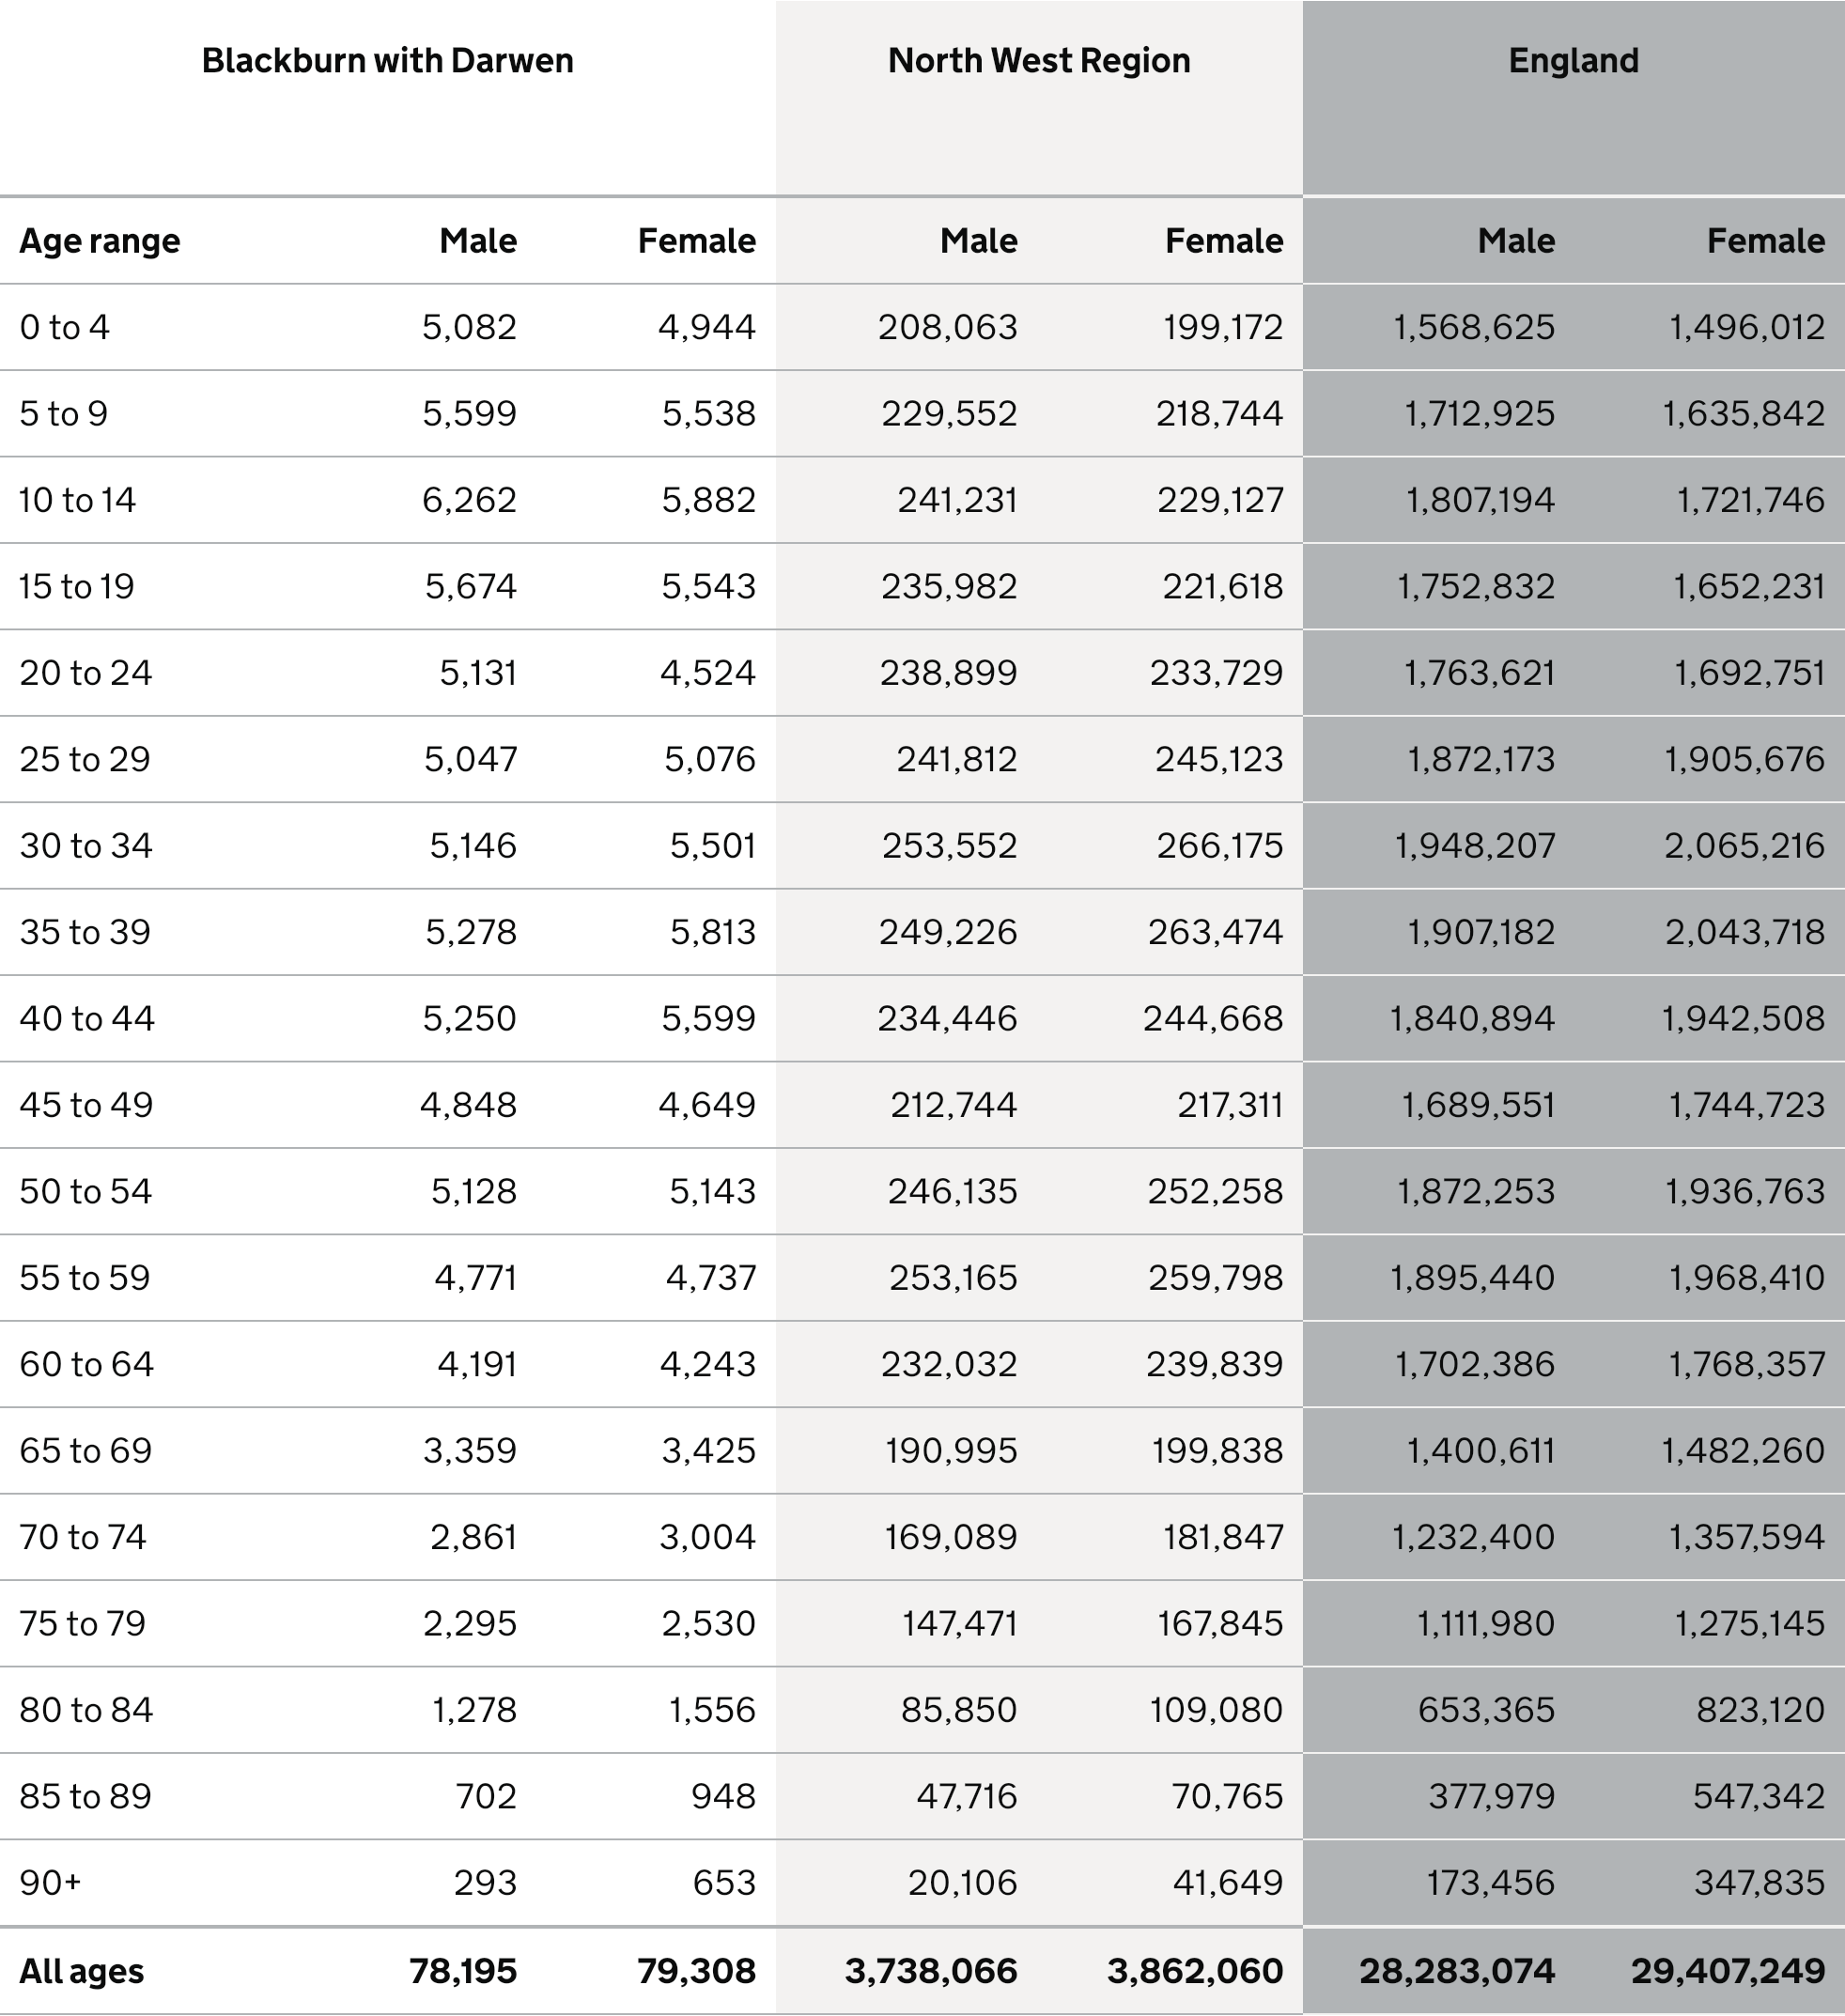 Blackburn with Darwen North West Region England
Age range Male Female Male Female Male Female
0 to 4 5,082 4,944 208,063 199,172 1,568,625 1,496,012
5 to 9 5,599 5,538 229,552 218,744 1,712,925 1,635,842
10 to 14 6,262 5,882 241,231 229,127 1,807,194 1,721,746
15 to 19 5,674 5,543 235,982 221,618 1,752,832 1,652,231
20 to 24 5,131 4,524 238,899 233,729 1,763,621 1,692,751
25 to 29 5,047 5,076 241,812 245,123 1,872,173 1,905,676
30 to 34 5,146 5,501 253,552 266,175 1,948,207 2,065,216
35 to 39 5,278 5,813 249,226 263,474 1,907,182 2,043,718
40 to 44 5,250 5,599 234,446 244,668 1,840,894 1,942,508
45 to 49 4,848 4,649 212,744 217,311 1,689,551 1,744,723
50 to 54 5,128 5,143 246,135 252,258 1,872,253 1,936,763
55 to 59 4,771 4,737 253,165 259,798 1,895,440 1,968,410
60 to 64 4,191 4,243 232,032 239,839 1,702,386 1,768,357
65 to 69 3,359 3,425 190,995 199,838 1,400,611 1,482,260
70 to 74 2,861 3,004 169,089 181,847 1,232,400 1,357,594
75 to 79 2,295 2,530 147,471 167,845 1,111,980 1,275,145
80 to 84 1,278 1,556 85,850 109,080 653,365 823,120
85 to 89 702 948 47,716 70,765 377,979 547,342
90+ 293 653 20,106 41,649 173,456 347,835
All ages 78,195 79,308 3,738,066 3,862,060 28,283,074 29,407,249